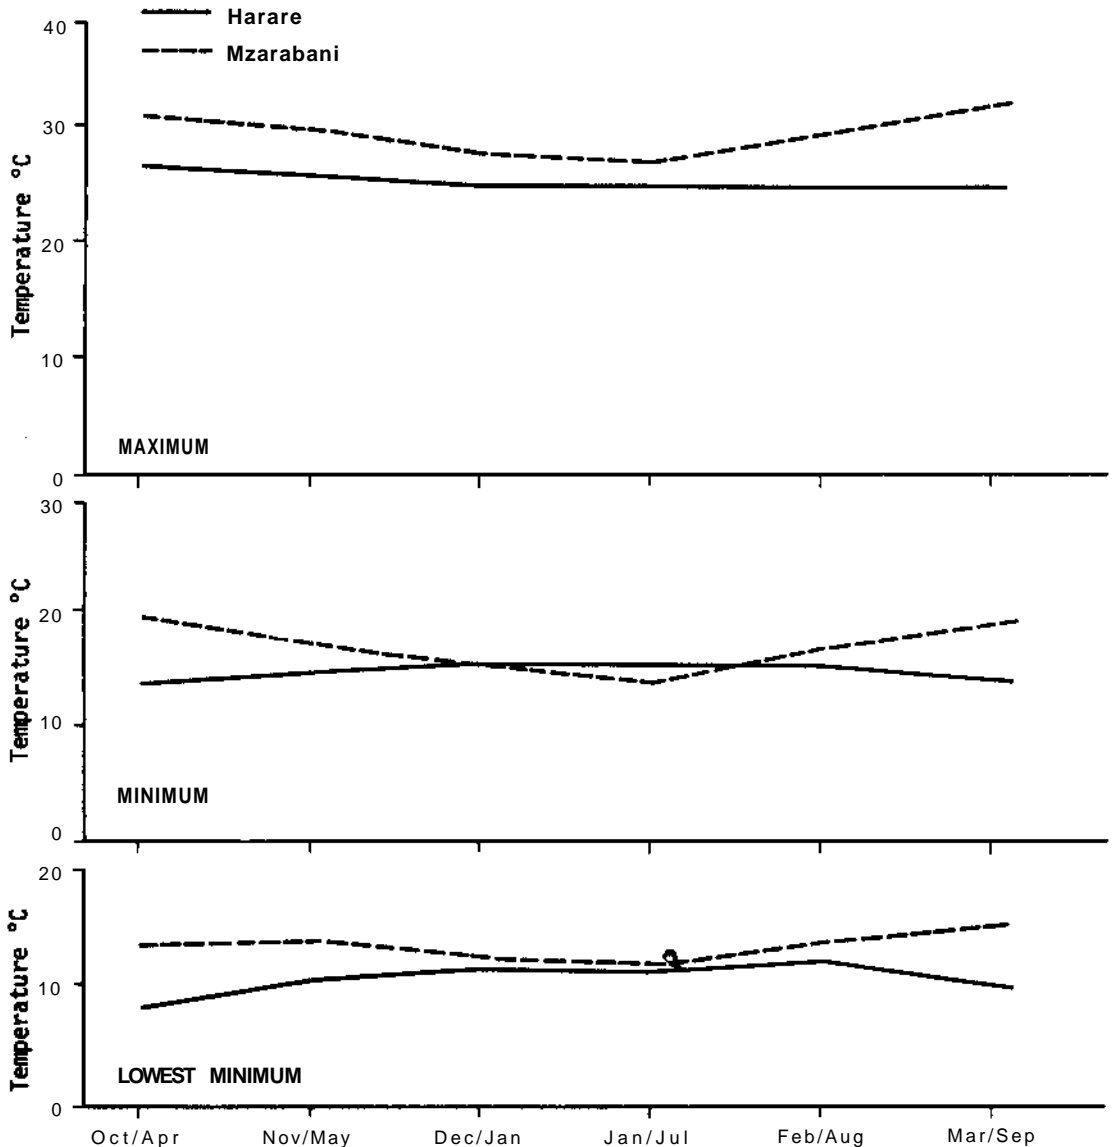 Harare
Mzarabani
40
30
20
10
0
Temperature °C
MAXIMUM
30
20
10
0
Temperature °C
MINIMUM
20
10
0
Temperature °C
LOWEST MINIMUM
Oct/Apr Nov/May Dec/Jan Jan/Jul Feb/Aug Mar/Sep